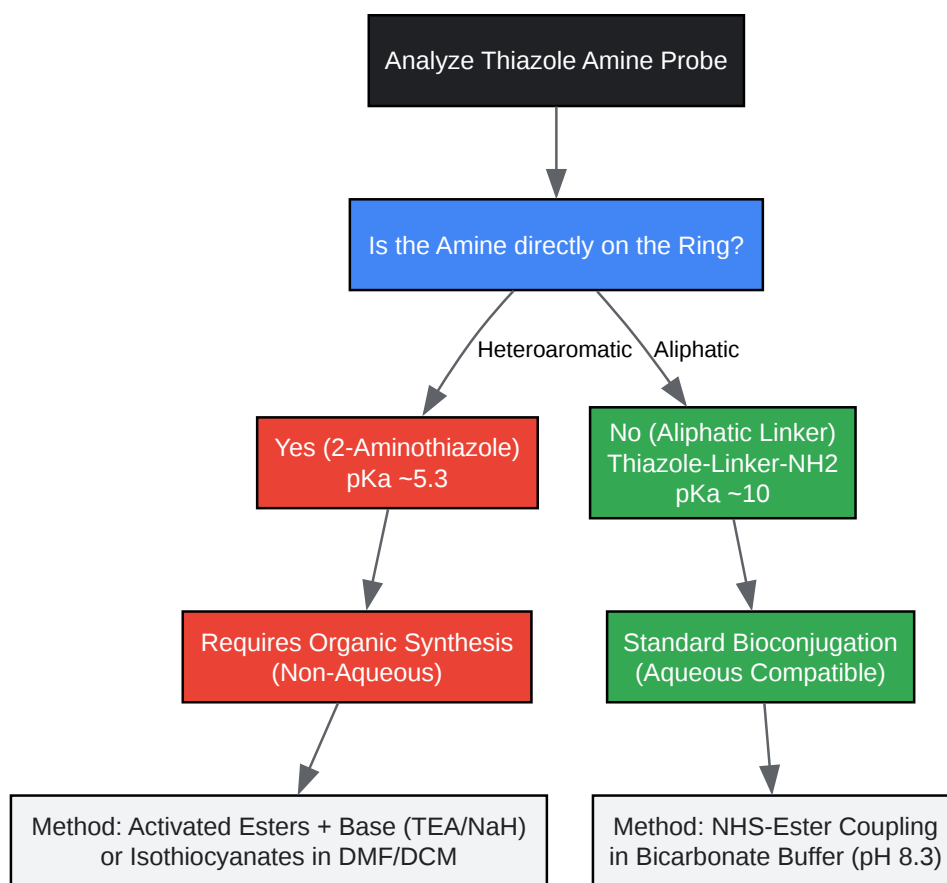 Analyze Thiazole Amine Probe
Is the Amine directly on the Ring?
Heteroaromatic
Aliphatic
Yes (2-Aminothiazole)
pKa ~5.3
No (Aliphatic Linker)
Thiazole-Linker-NH2
pKa ~10
Requires Organic Synthesis
(Non-Aqueous)
Standard Bioconjugation
(Aqueous Compatible)
Method: Activated Esters + Base (TEA/NaH)
or Isothiocyanates in DMF/DCM
Method: NHS-Ester Coupling
in Bicarbonate Buffer (pH 8.3)